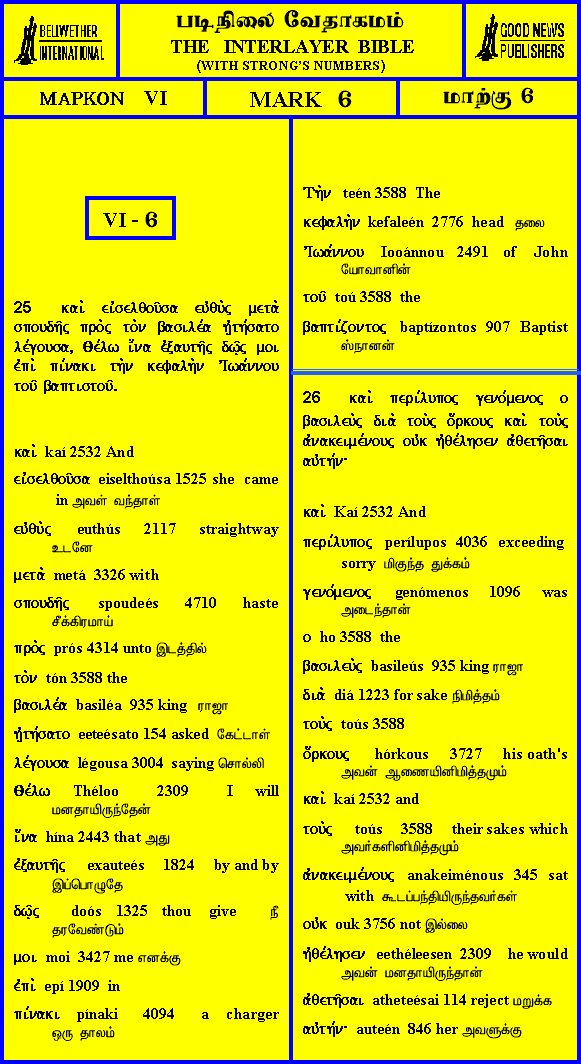 BELLWETHER
INTERNATIONAL
படிநிலை வேதாகமம்
THE INTERLAYER BIBLE
(WITH STRONG'S NUMBERS)
GOOD NEWS
PUBLISHERS
ΜΑΡΚΟΝ VI
MARK 6
மாற்கு 6
VI - 6
25 καὶ εἰσελθοῦσα εὐθὺς μετὰ
σπουδῆς πρὸς τὸν βασιλέα ᾐτήσατο
λέγουσα, Θέλω ἵνα ἐξαυτῆς δῷς μοι
ἐπὶ πίνακι τὴν κεφαλὴν Ἰωάννου
τοῦ βαπτιστοῦ.
καὶ kaí 2532 And
εἰσελθοῦσα eiselthoúsa 1525 she came
in அவள் வந்தாள்
εὐθὺς euthús 2117 straightway
உடனே
μετὰ metá 3326 with
σπουδῆς spoudeés 4710 haste
சீக்கிரமாய்
πρὸς prós 4314 unto இடத்தில்
τὸν tón 3588 the
βασιλέα basiléa 935 king ராஜா
ᾐτήσατο eeteésato 154 asked கேட்டாள்
λέγουσα légousa 3004 saying சொல்லி
Θέλω Théloo 2309 I will
மனதாயிருந்தேன்
ἵνα hína 2443 that அது
ἐξαυτῆς exauteés 1824 by and by
இப்பொழுதே
δῷς doós 1325 thou give நீ
தரவேண்டும்
μοι moi 3427 me எனக்கு
ἐπὶ epí 1909 in
πίνακι pínaki 4094 a charger
ஒரு தாலம்
Τὴν teén 3588 The
κεφαλὴν kefaleén 2776 head தலை
Ἰωάννου Iooánnou 2491 of John
யோவானின்
τοῦ toú 3588 the
βαπτίζοντος baptízontos 907 Baptist
ஸ்நானன்
26 καὶ περίλυπος γενόμενος ο
βασιλεὺς διὰ τοὺς ὅρκους καὶ τοὺς
ἀνακειμένους οὐκ ἠθέλησεν ἀθετῆσαι
αὐτήν·
καὶ Kaí 2532 And
περίλυπος perílupos 4036 exceeding
sorry மிகுந்த துக்கம்
γενόμενος genómenos 1096 was
அடைந்தான்
ο ho 3588 the
βασιλεὺς basileús 935 king ராஜா
διὰ diá 1223 for sake நிமித்தம்
τοὺς toús 3588
ὅρκους hórkous 3727 his oath's
அவன் ஆணையினிமித்தமும்
καὶ kaí 2532 and
τοὺς toús 3588 their sakes which
அவர்களினிமித்தமும்
ἀνακειμένους anakeiménous 345 sat
with கூடப்பந்தியிருந்தவர்கள்
οὐκ ouk 3756 not இல்லை
ἠθέλησεν eethéleesen 2309 he would
அவன் மனதாயிருந்தான்
ἀθετῆσαι atheteésai 114 reject மறுக்க
αὐτήν· auteén 846 her அவளுக்கு